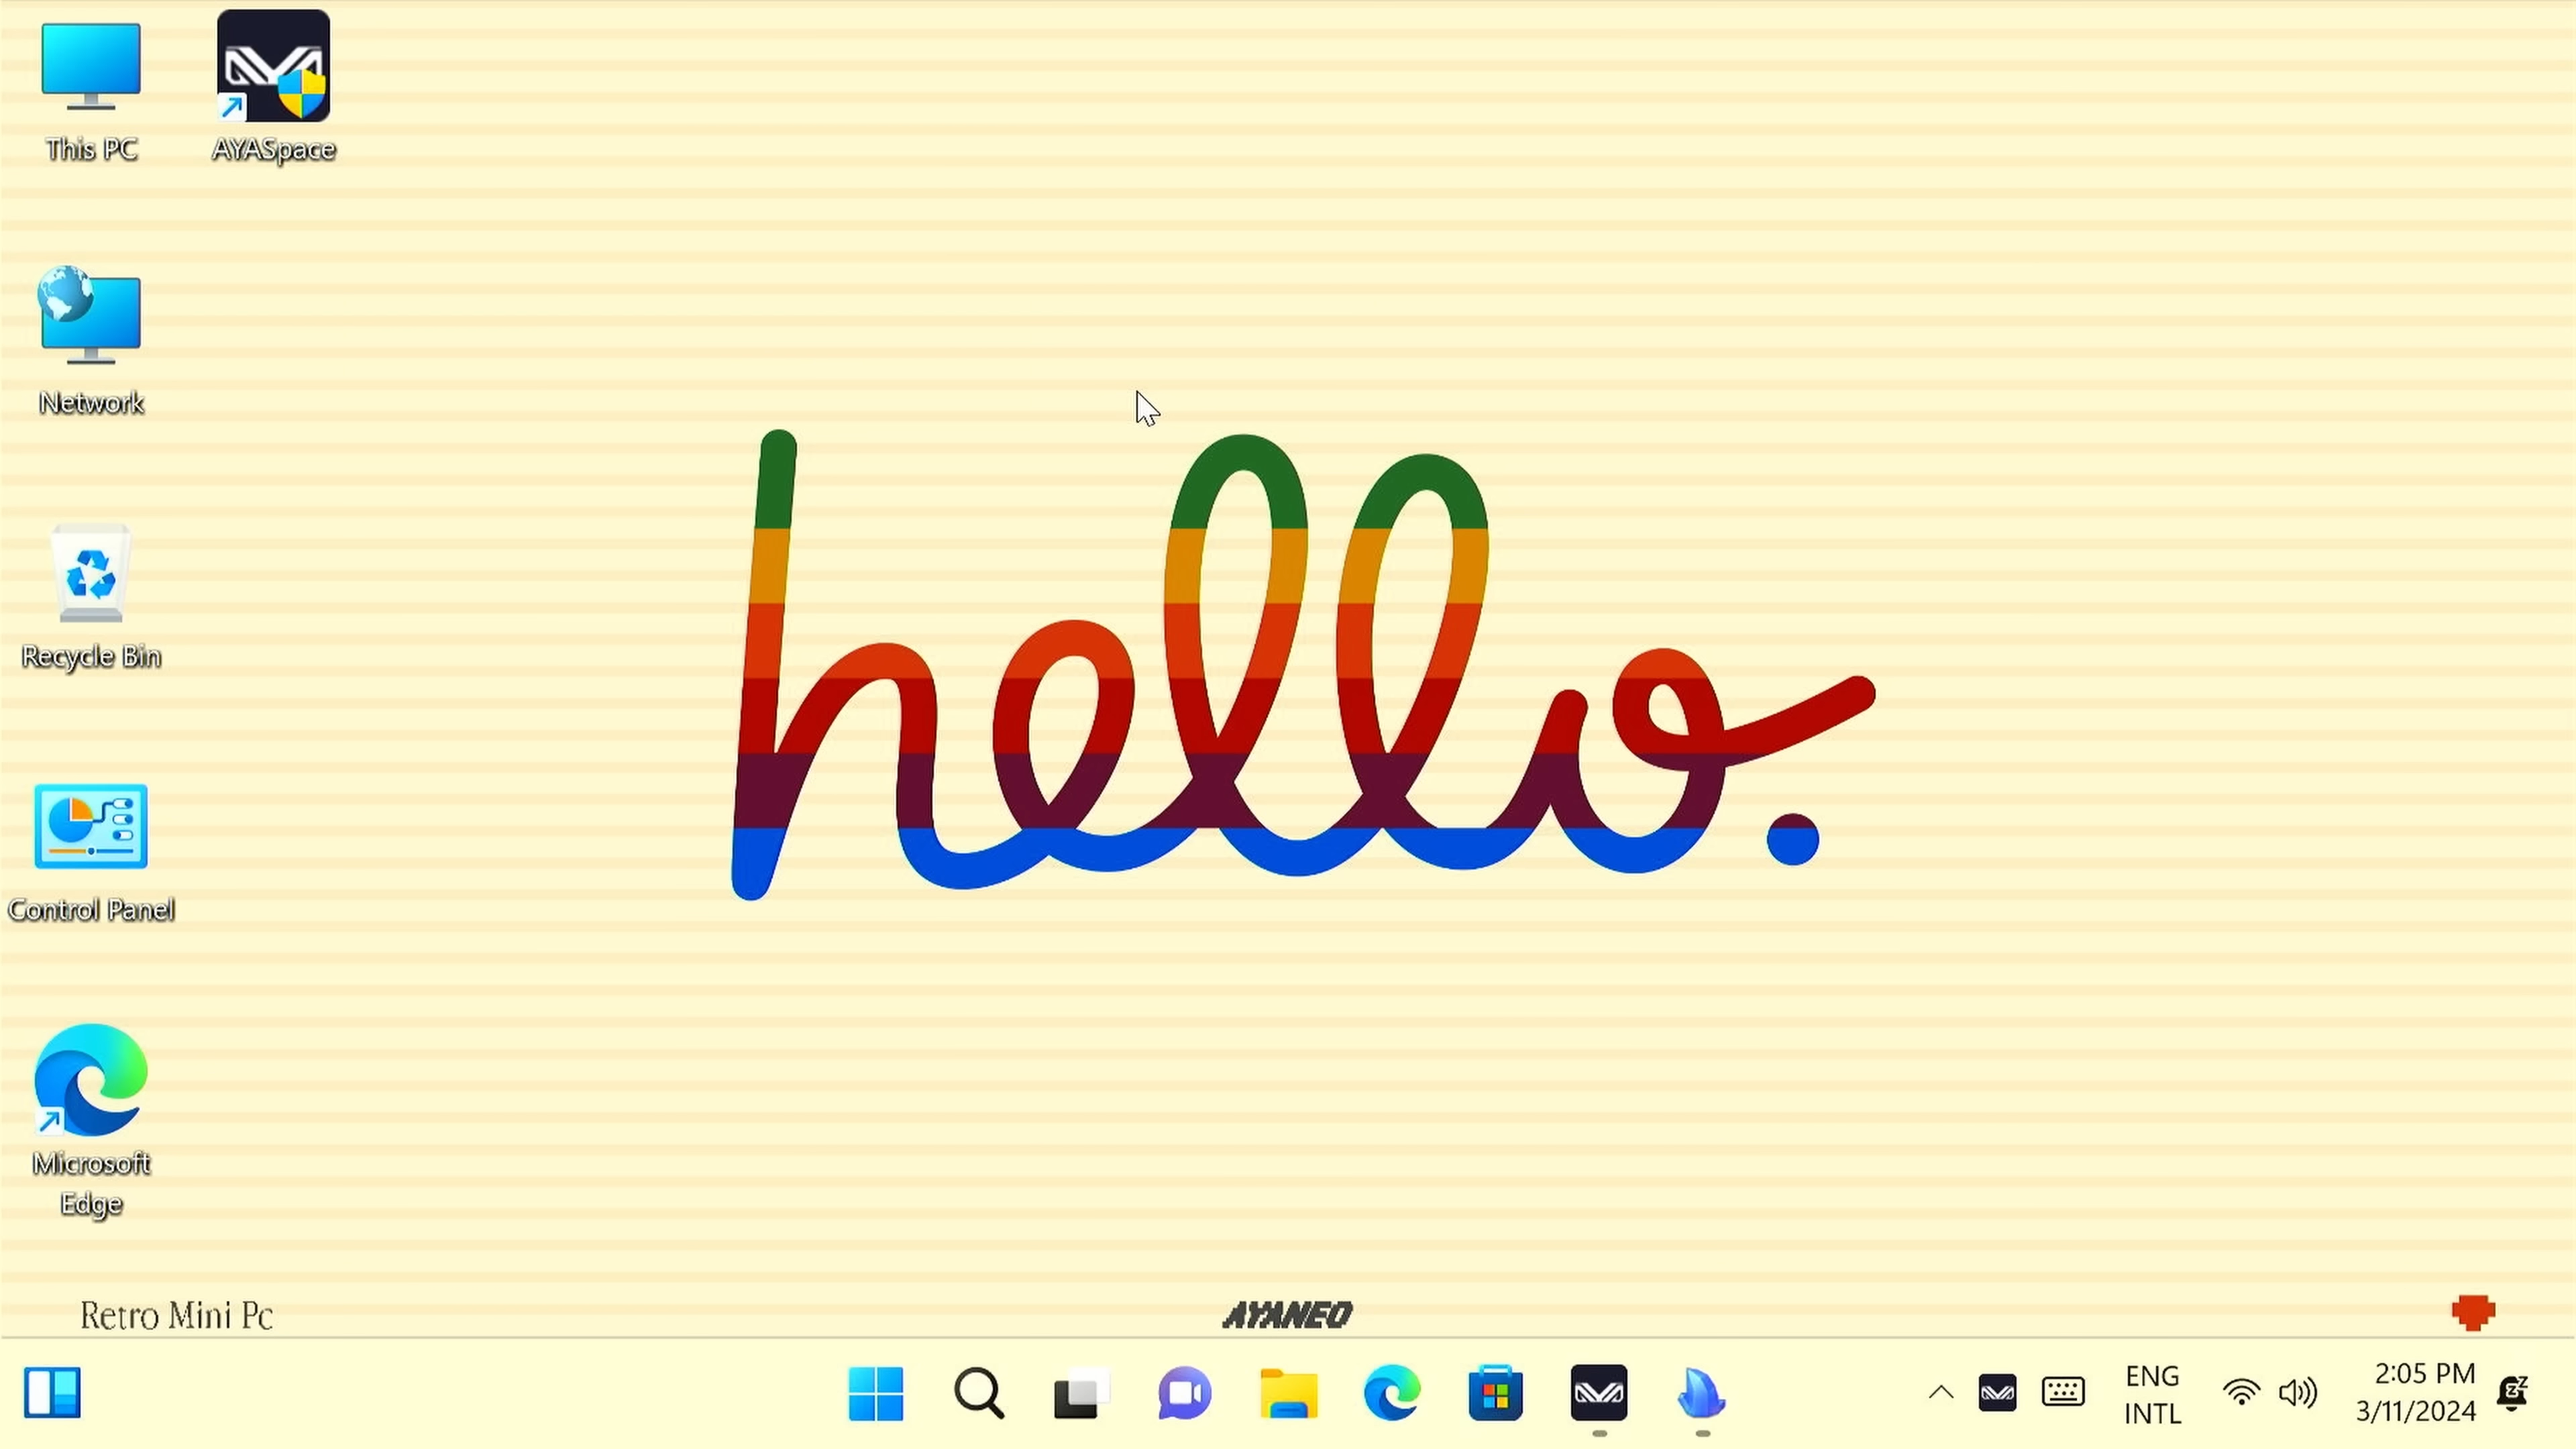 This PC
AYASpace
Network
Recycle Bin
Control Panel
Microsoft
Edge
hello.
Retro Mini Pc
AYANEO
ENG
INTL
2:05 PM
3/11/2024